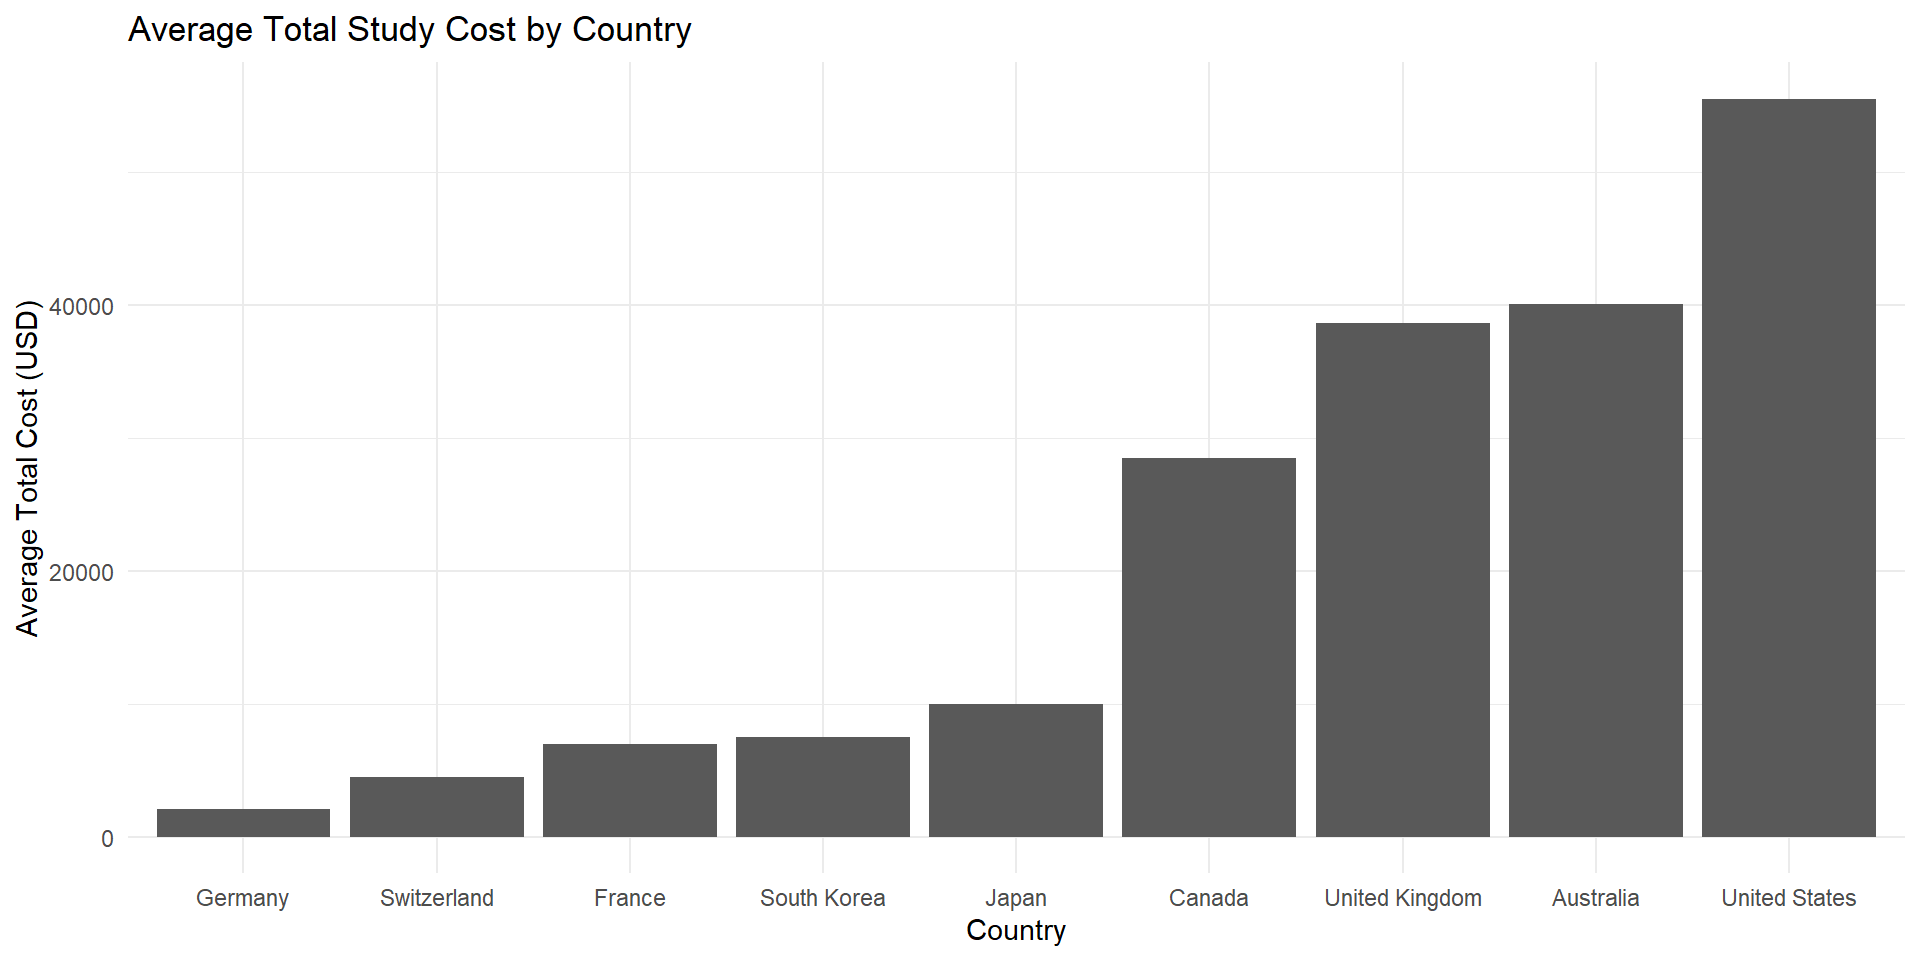 Average Total Study Cost by Country
Average Total Cost (USD)
40000
20000
0
Germany
Switzerland
France
South Korea
Japan
Canada
United Kingdom
Australia
United States
Country